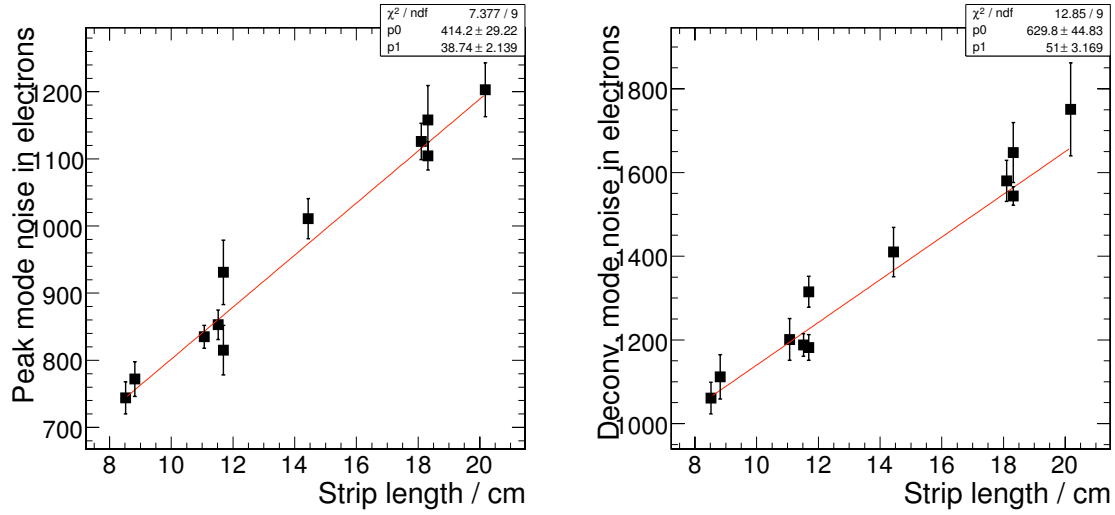 χ² / ndf 7.377 / 9
p0 414.2 ± 29.22
p1 38.74 ± 2.139
Peak mode noise in electrons
1200
1100
1000
900
800
700
8 10 12 14 16 18 20
Strip length / cm
χ² / ndf 12.85 / 9
p0 629.8 ± 44.83
p1 51 ± 3.169
Deconv. mode noise in electrons
1800
1600
1400
1200
1000
8 10 12 14 16 18 20
Strip length / cm